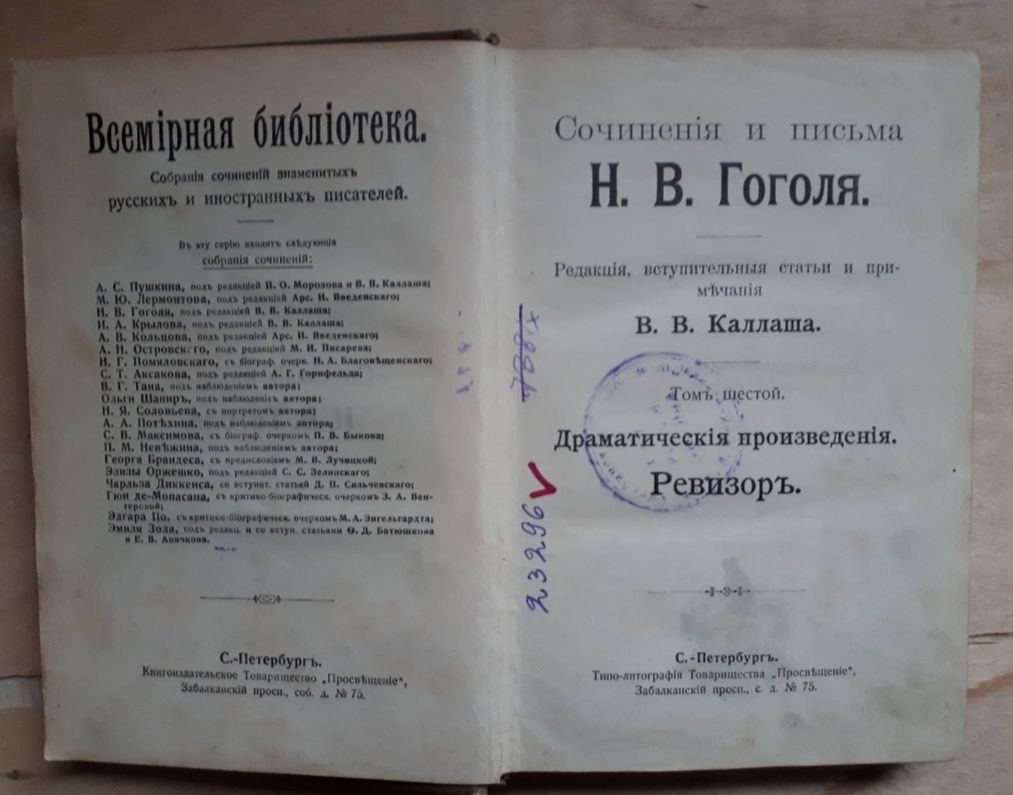 Всемірная библіотека.
Собранія сочиненій знаменитыхъ
русскихъ и иностранныхъ писателей.
Въ эту серію входятъ слѣдующія
собранія сочиненій:
А. С. Пушкина, подъ редакціей П. О. Морозова и В. В. Каллаша;
М. Ю. Лермонтова, подъ редакціей Арс. И. Введенскаго;
Н. В. Гоголя, подъ редакціей В. В. Каллаша;
И. А. Крылова, подъ редакціей В. В. Каллаша;
А. В. Кольцова, подъ редакціей Арс. И. Введенскаго;
А. Н. Островскаго, подъ редакціей М. И. Писарева;
Н. Г. Помяловскаго, съ біограф. очерк. Н. А. Благовѣщенскаго;
С. Т. Аксакова, подъ редакціей А. Г. Горнфельда;
В. Г. Тана, подъ наблюденіемъ автора;
Ольги Шапиръ, подъ наблюденіемъ автора;
Н. Я. Соловьева, съ портретомъ автора;
А. А. Потѣхина, подъ наблюденіемъ автора;
С. В. Максимова, съ біограф. очеркомъ П. В. Быкова;
П. М. Невѣжина, подъ наблюденіемъ автора;
Георга Брандеса, съ предисловіемъ М. В. Лучицкой;
Элизы Оржешко, подъ редакціей С. С. Зелинскаго;
Чарльза Диккенса, со вступит. статьей Д. П. Сильчевскаго;
Гюи де-Мопасана, съ критико-біографическ. очеркомъ З. А. Вен-
геровой;
Эдгара По, съ критико-біографическ. очеркомъ М. А. Энгельгардта;
Эмиля Зола, подъ редакц. и со вступ. статьями Ѳ. Д. Батюшкова
и Е. В. Аничкова.
С.-Петербургъ.
Книгоиздательское Товарищество „Просвѣщеніе“,
Забалканскій просп., соб. д. № 75.
Сочиненія и письма
Н. В. Гоголя.
Редакція, вступительныя статьи и при-
мѣчанія
В. В. Каллаша.
Томъ шестой.
Драматическія произведенія.
Ревизоръ.
23296
С.-Петербургъ.
Типо-литографія Товарищества „Просвѣщеніе“,
Забалканскій просп., с. д. № 75.